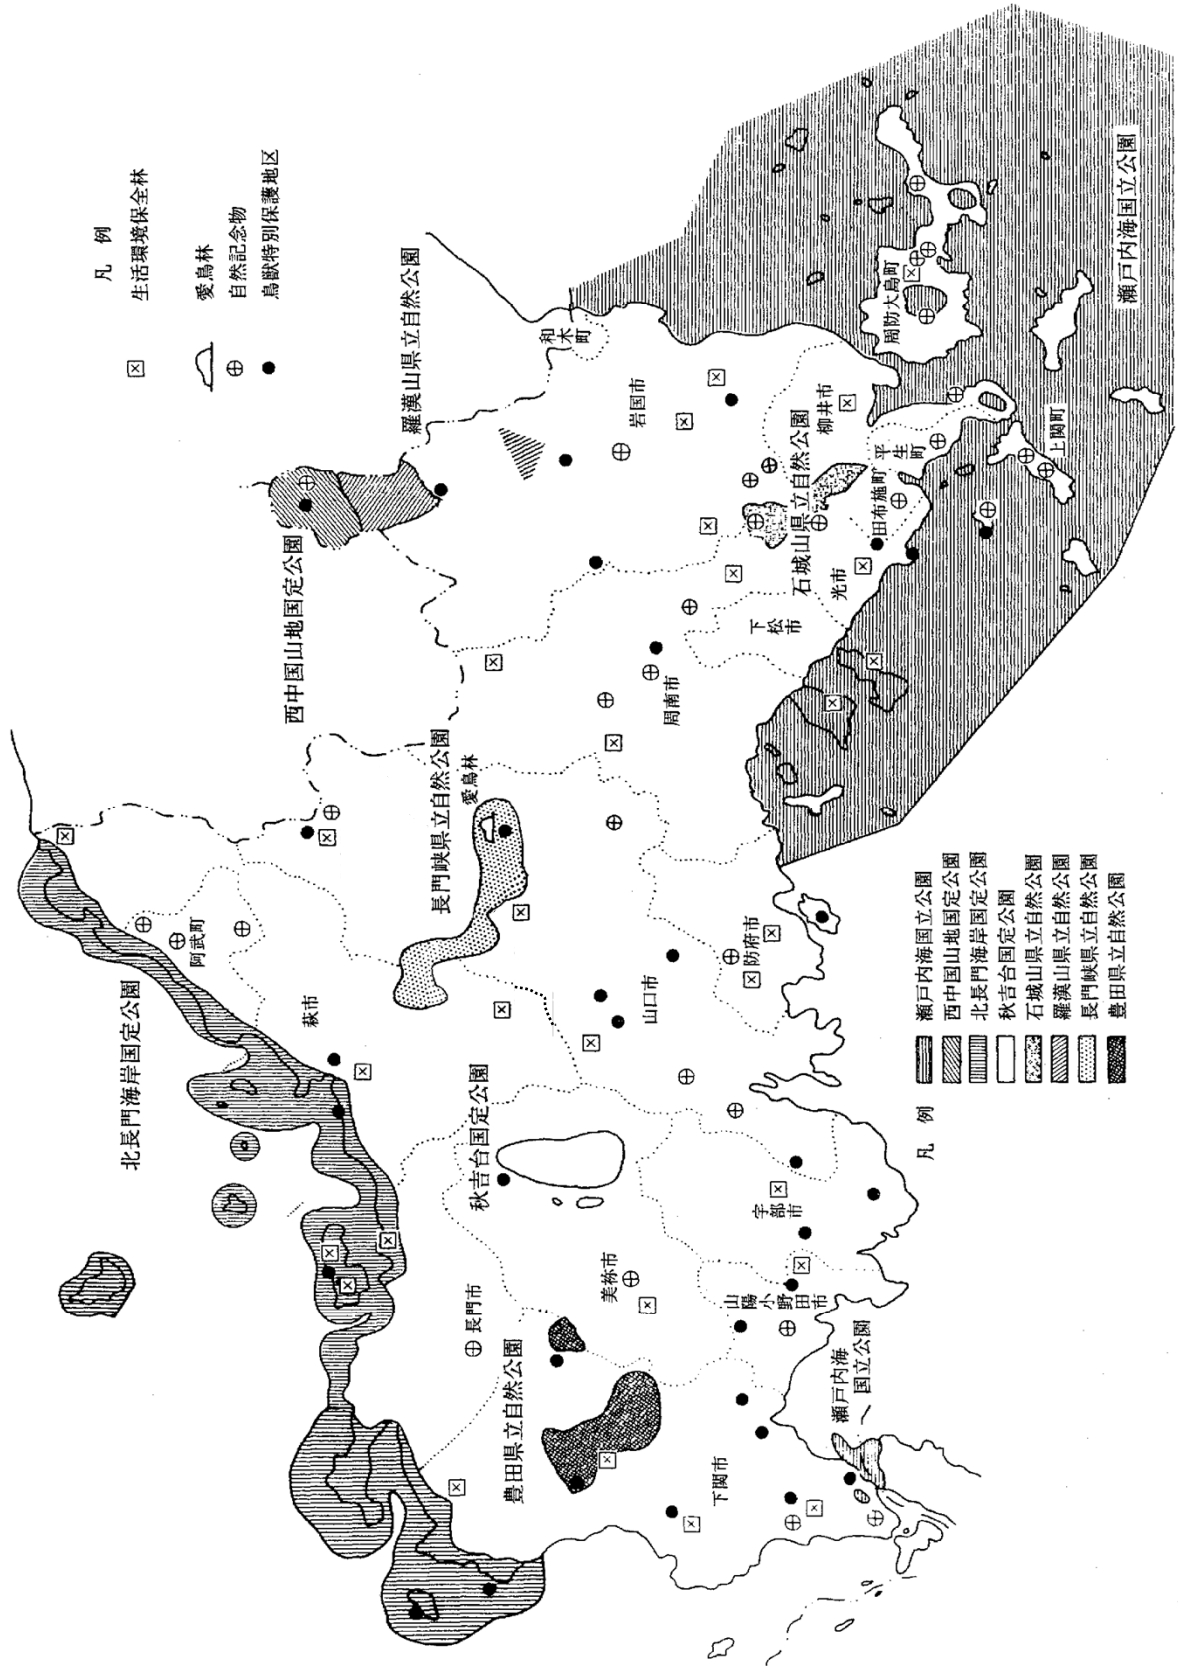 凡　例
生活環境保全林
愛鳥林
自然記念物
鳥獣特別保護地区
北長門海岸国定公園
阿武町
萩市
長門峡県立自然公園
愛鳥林
西中国山地国定公園
羅漢山県立自然公園
和木町
岩国市
秋吉台国定公園
長門市
豊田県立自然公園
美祢市
山口市
周南市
下松市
石城山県立自然公園
柳井市
周防大島町
平生町
田布施町
光市
上関町
瀬戸内海国立公園
下関市
山陽小野田市
宇部市
防府市
瀬戸内海
国立公園
凡　例
瀬戸内海国立公園
西中国山地国定公園
北長門海岸国定公園
秋吉台国定公園
石城山県立自然公園
羅漢山県立自然公園
長門峡県立自然公園
豊田県立自然公園